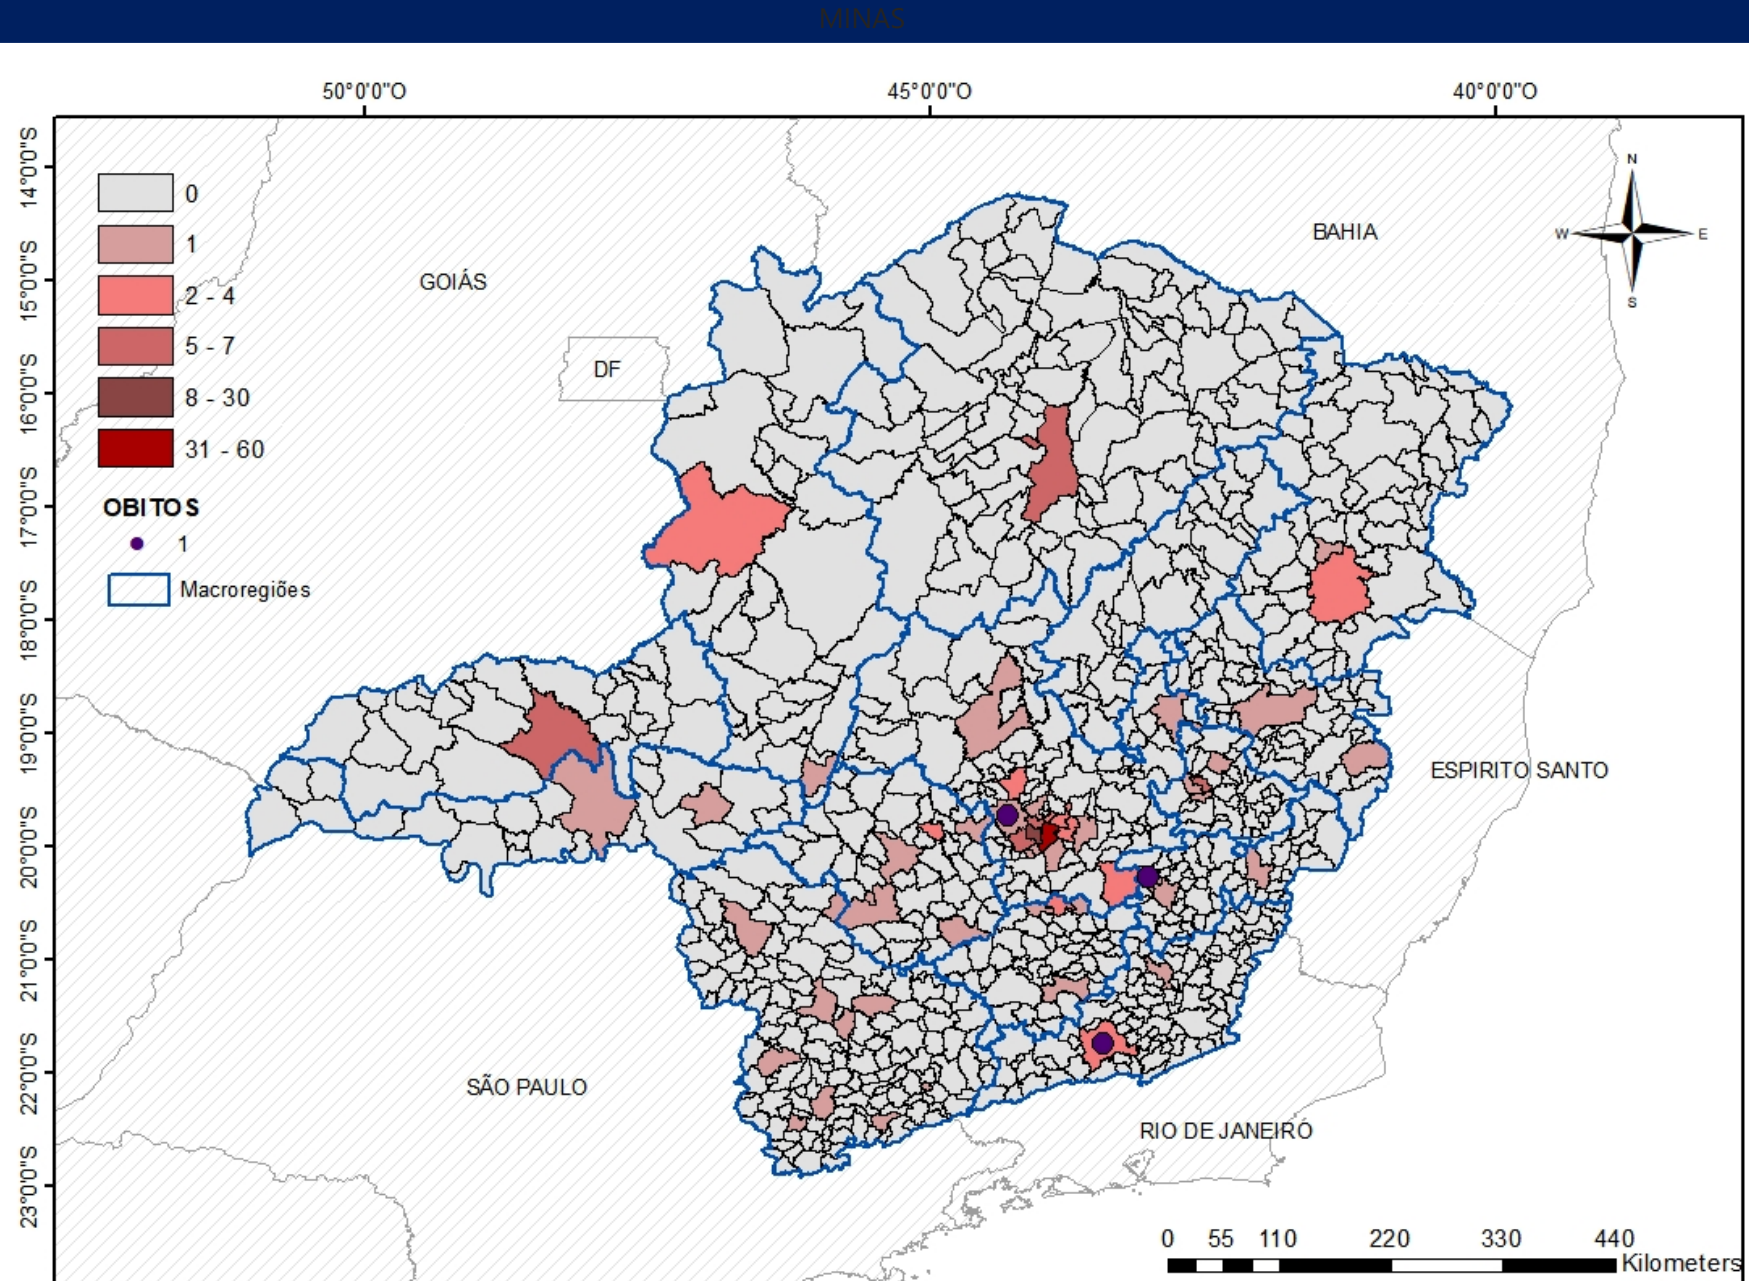 MINAS
50°0'0"O
45°0'0"O
40°0'0"O
14°0'0"S
15°0'0"S
16°0'0"S
17°0'0"S
18°0'0"S
19°0'0"S
20°0'0"S
21°0'0"S
22°0'0"S
23°0'0"S
0
1
2 - 4
5 - 7
8 - 30
31 - 60
OBITOS
1
Macroregiões
GOIÁS
DF
BAHIA
N
W
E
S
ESPIRITO SANTO
SÃO PAULO
RIO DE JANEIRO
0 55 110 220 330 440
Kilometers